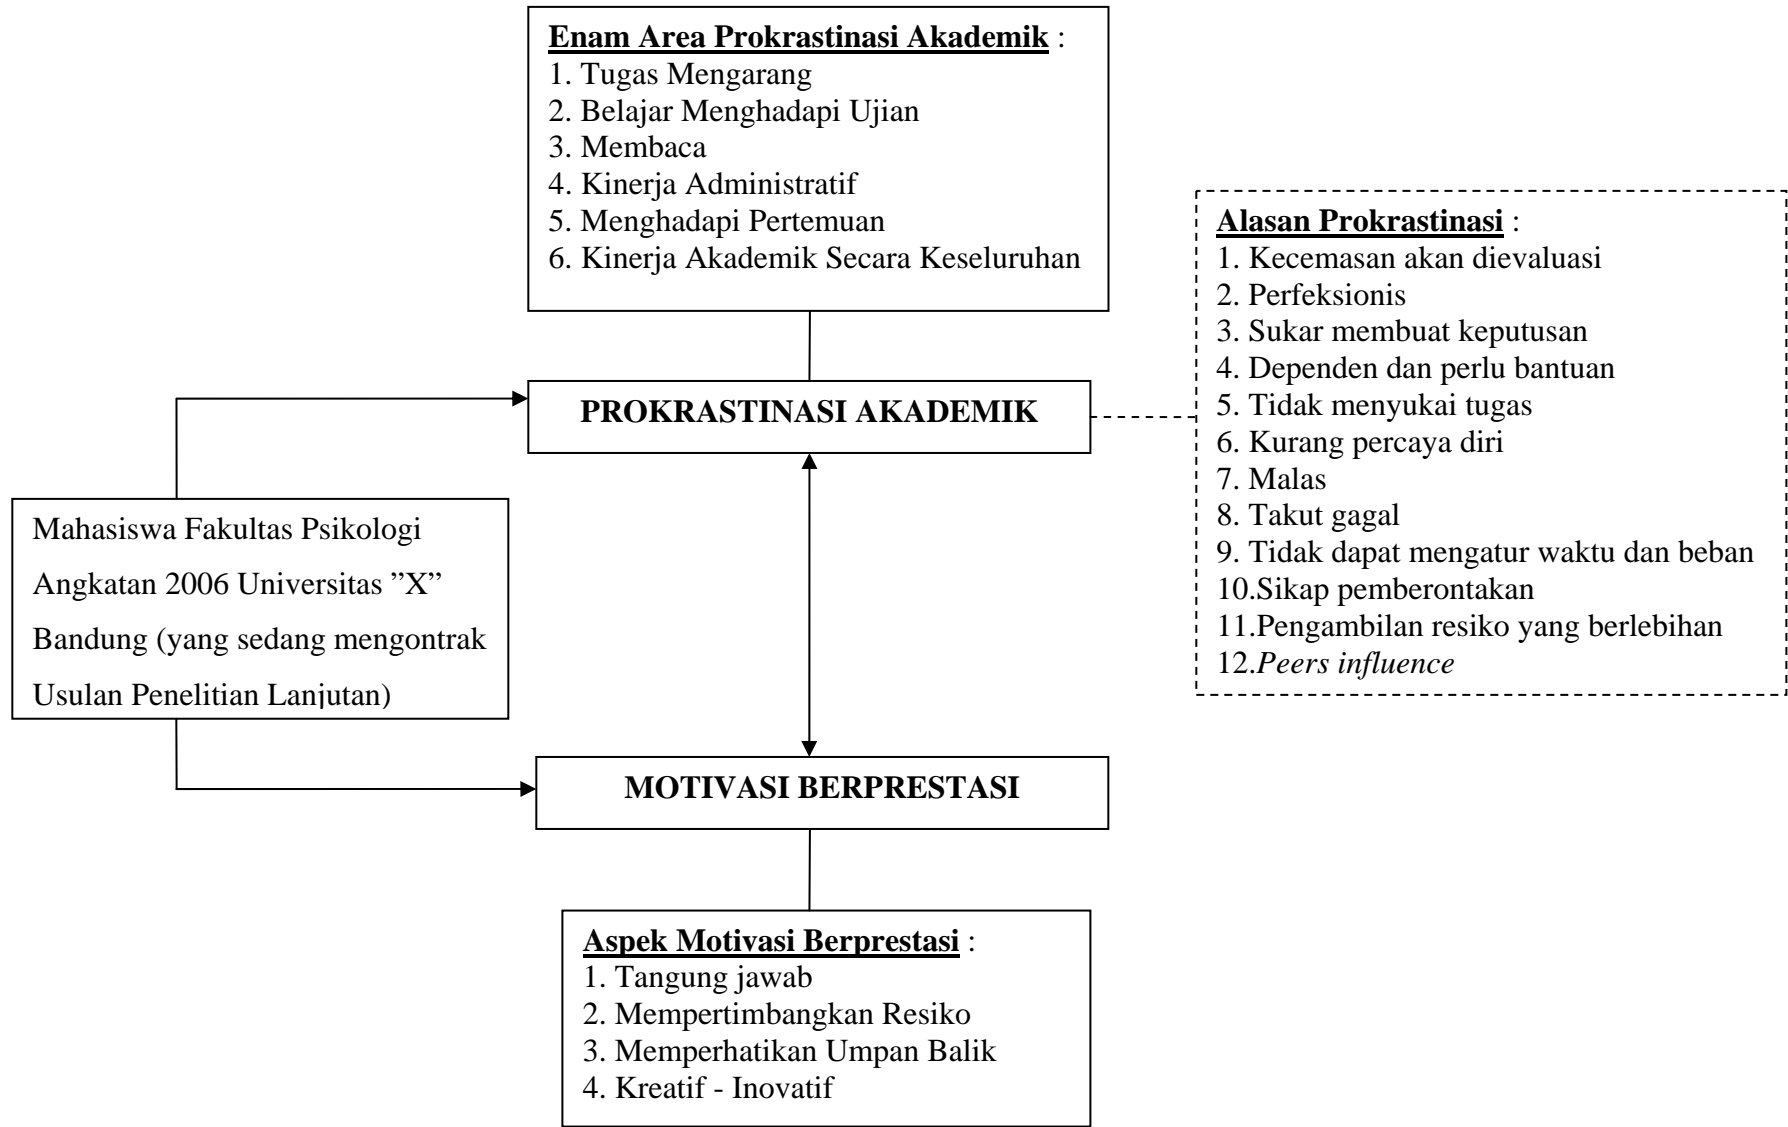 Enam Area Prokrastinasi Akademik :
1. Tugas Mengarang
2. Belajar Menghadapi Ujian
3. Membaca
4. Kinerja Administratif
5. Menghadapi Pertemuan
6. Kinerja Akademik Secara Keseluruhan
Alasan Prokrastinasi :
1. Kecemasan akan dievaluasi
2. Perfeksionis
3. Sukar membuat keputusan
4. Dependen dan perlu bantuan
5. Tidak menyukai tugas
6. Kurang percaya diri
7. Malas
8. Takut gagal
9. Tidak dapat mengatur waktu dan beban
10.Sikap pemberontakan
11.Pengambilan resiko yang berlebihan
12.Peers influence
PROKRASTINASI AKADEMIK
Mahasiswa Fakultas Psikologi
Angkatan 2006 Universitas ”X”
Bandung (yang sedang mengontrak
Usulan Penelitian Lanjutan)
MOTIVASI BERPRESTASI
Aspek Motivasi Berprestasi :
1. Tangung jawab
2. Mempertimbangkan Resiko
3. Memperhatikan Umpan Balik
4. Kreatif - Inovatif